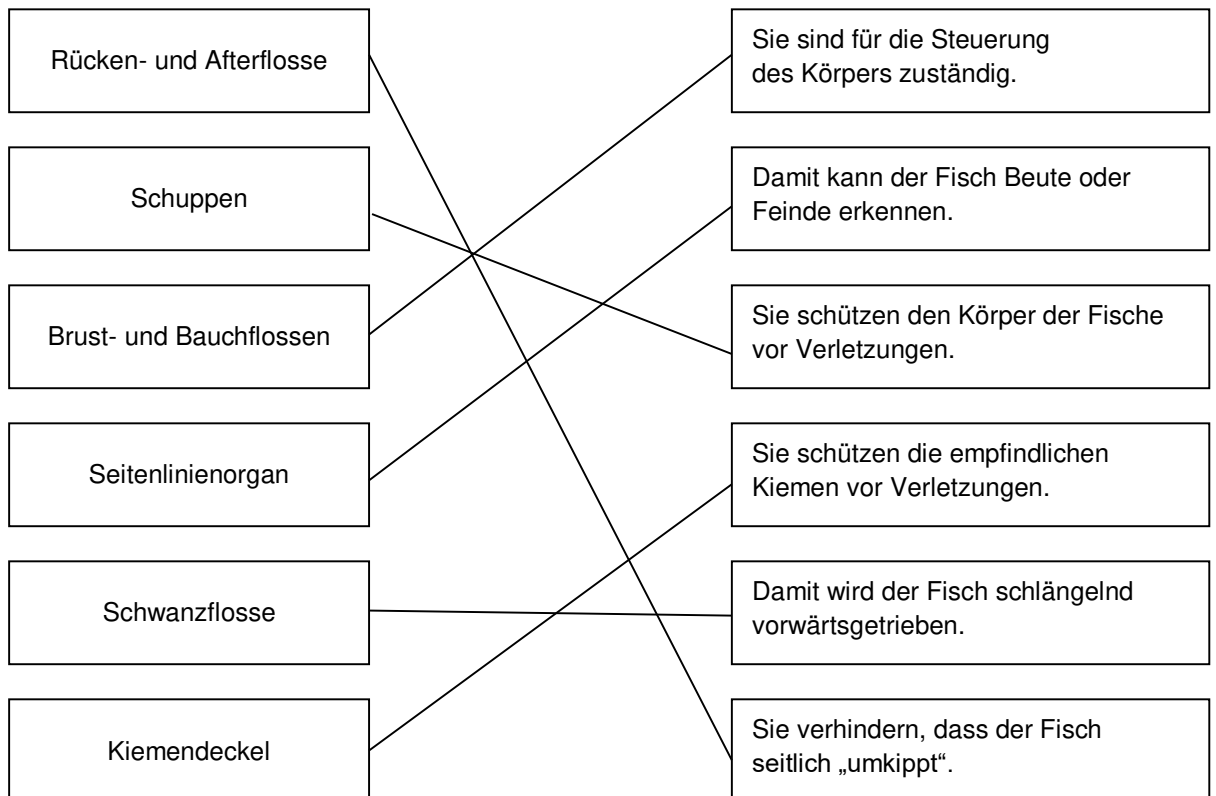 Rücken- und Afterflosse
Sie sind für die Steuerung
des Körpers zuständig.
Schuppen
Damit kann der Fisch Beute oder
Feinde erkennen.
Brust- und Bauchflossen
Sie schützen den Körper der Fische
vor Verletzungen.
Seitenlinienorgan
Sie schützen die empfindlichen
Kiemen vor Verletzungen.
Schwanzflosse
Damit wird der Fisch schlängelnd
vorwärtsgetrieben.
Kiemendeckel
Sie verhindern, dass der Fisch
seitlich „umkippt“.